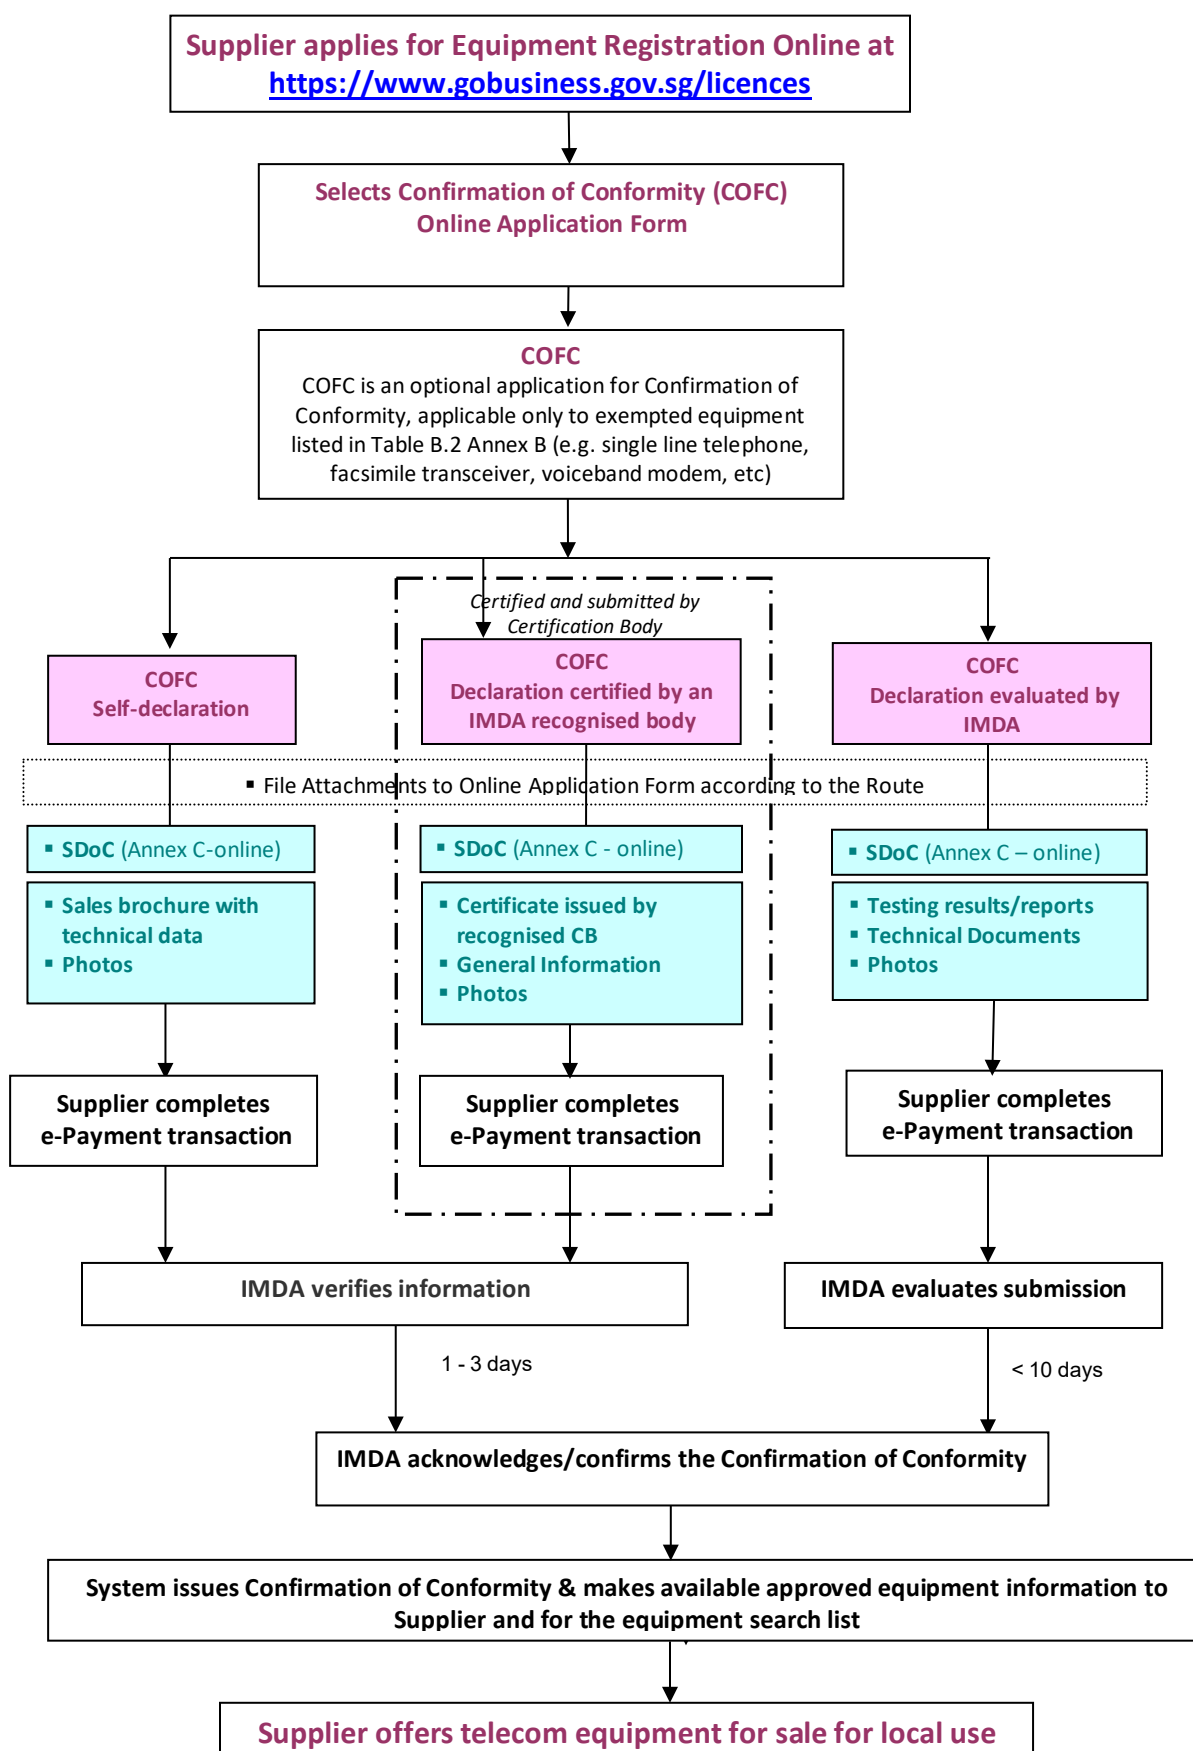 Supplier applies for Equipment Registration Online at
https://www.gobusiness.gov.sg/licences
Selects Confirmation of Conformity (COFC)
Online Application Form
COFC
COFC is an optional application for Confirmation of
Conformity, applicable only to exempted equipment
listed in Table B.2 Annex B (e.g. single line telephone,
facsimile transceiver, voiceband modem, etc)
Certified and submitted by
Certification Body
COFC
Self-declaration
COFC
Declaration certified by an
IMDA recognised body
COFC
Declaration evaluated by
IMDA
▪ File Attachments to Online Application Form according to the Route
▪ SDoC (Annex C-online)
▪ Sales brochure with
technical data
▪ Photos
▪ SDoC (Annex C - online)
▪ Certificate issued by
recognised CB
▪ General Information
▪ Photos
▪ SDoC (Annex C – online)
▪ Testing results/reports
▪ Technical Documents
▪ Photos
Supplier completes
e-Payment transaction
Supplier completes
e-Payment transaction
Supplier completes
e-Payment transaction
IMDA verifies information
IMDA evaluates submission
1 - 3 days
< 10 days
IMDA acknowledges/confirms the Confirmation of Conformity
System issues Confirmation of Conformity & makes available approved equipment information to
Supplier and for the equipment search list
Supplier offers telecom equipment for sale for local use